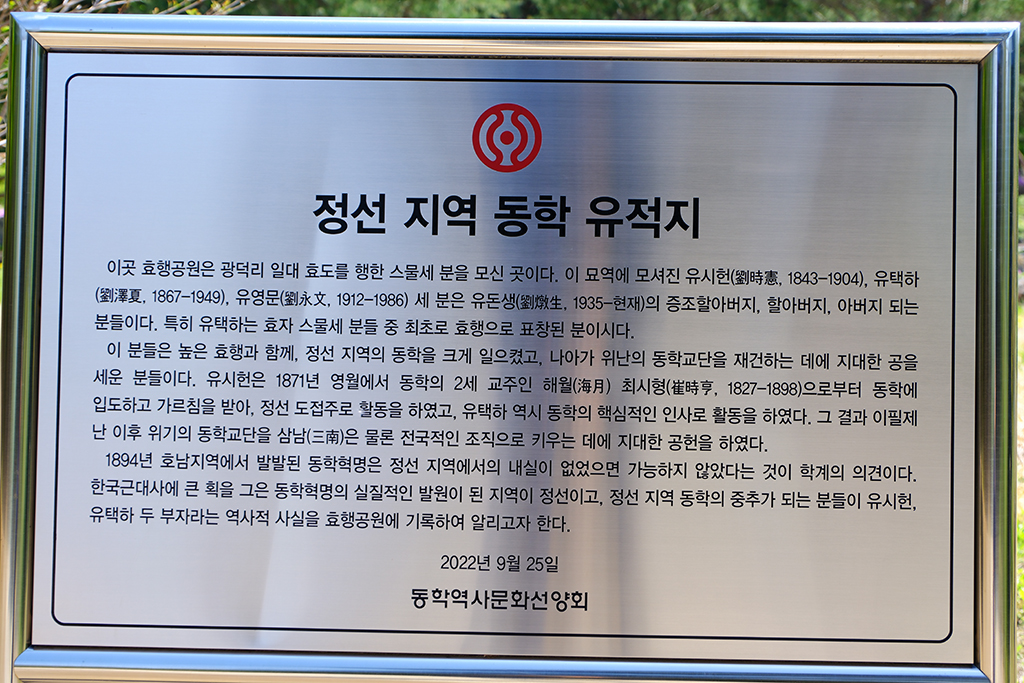 정선 지역 동학 유적지
이곳 효행공원은 광덕리 일대 효도를 행한 스물세 분을 모신 곳이다. 이 묘역에 모셔진 유시헌(劉時憲, 1843-1904), 유택하
(劉澤夏, 1867-1949), 유영문(劉永文, 1912-1986) 세 분은 유돈생(劉燉生, 1935-현재)의 증조할아버지, 할아버지, 아버지 되는
분들이다. 특히 유택하는 효자 스물세 분들 중 최초로 효행으로 표창된 분이시다.
이 분들은 높은 효행과 함께, 정선 지역의 동학을 크게 일으켰고, 나아가 위난의 동학교단을 재건하는 데에 지대한 공을
세운 분들이다. 유시헌은 1871년 영월에서 동학의 2세 교주인 해월(海月) 최시형(崔時亨, 1827-1898)으로부터 동학에
입도하고 가르침을 받아, 정선 도접주로 활동을 하였고, 유택하 역시 동학의 핵심적인 인사로 활동을 하였다. 그 결과 이필제
난 이후 위기의 동학교단을 삼남(三南)은 물론 전국적인 조직으로 키우는 데에 지대한 공헌을 하였다.
1894년 호남지역에서 발발된 동학혁명은 정선 지역에서의 내실이 없었으면 가능하지 않았다는 것이 학계의 의견이다.
한국근대사에 큰 획을 그은 동학혁명의 실질적인 발원이 된 지역이 정선이고, 정선 지역 동학의 중추가 되는 분들이 유시헌,
유택하 두 부자라는 역사적 사실을 효행공원에 기록하여 알리고자 한다.
2022년 9월 25일
동학역사문화선양회